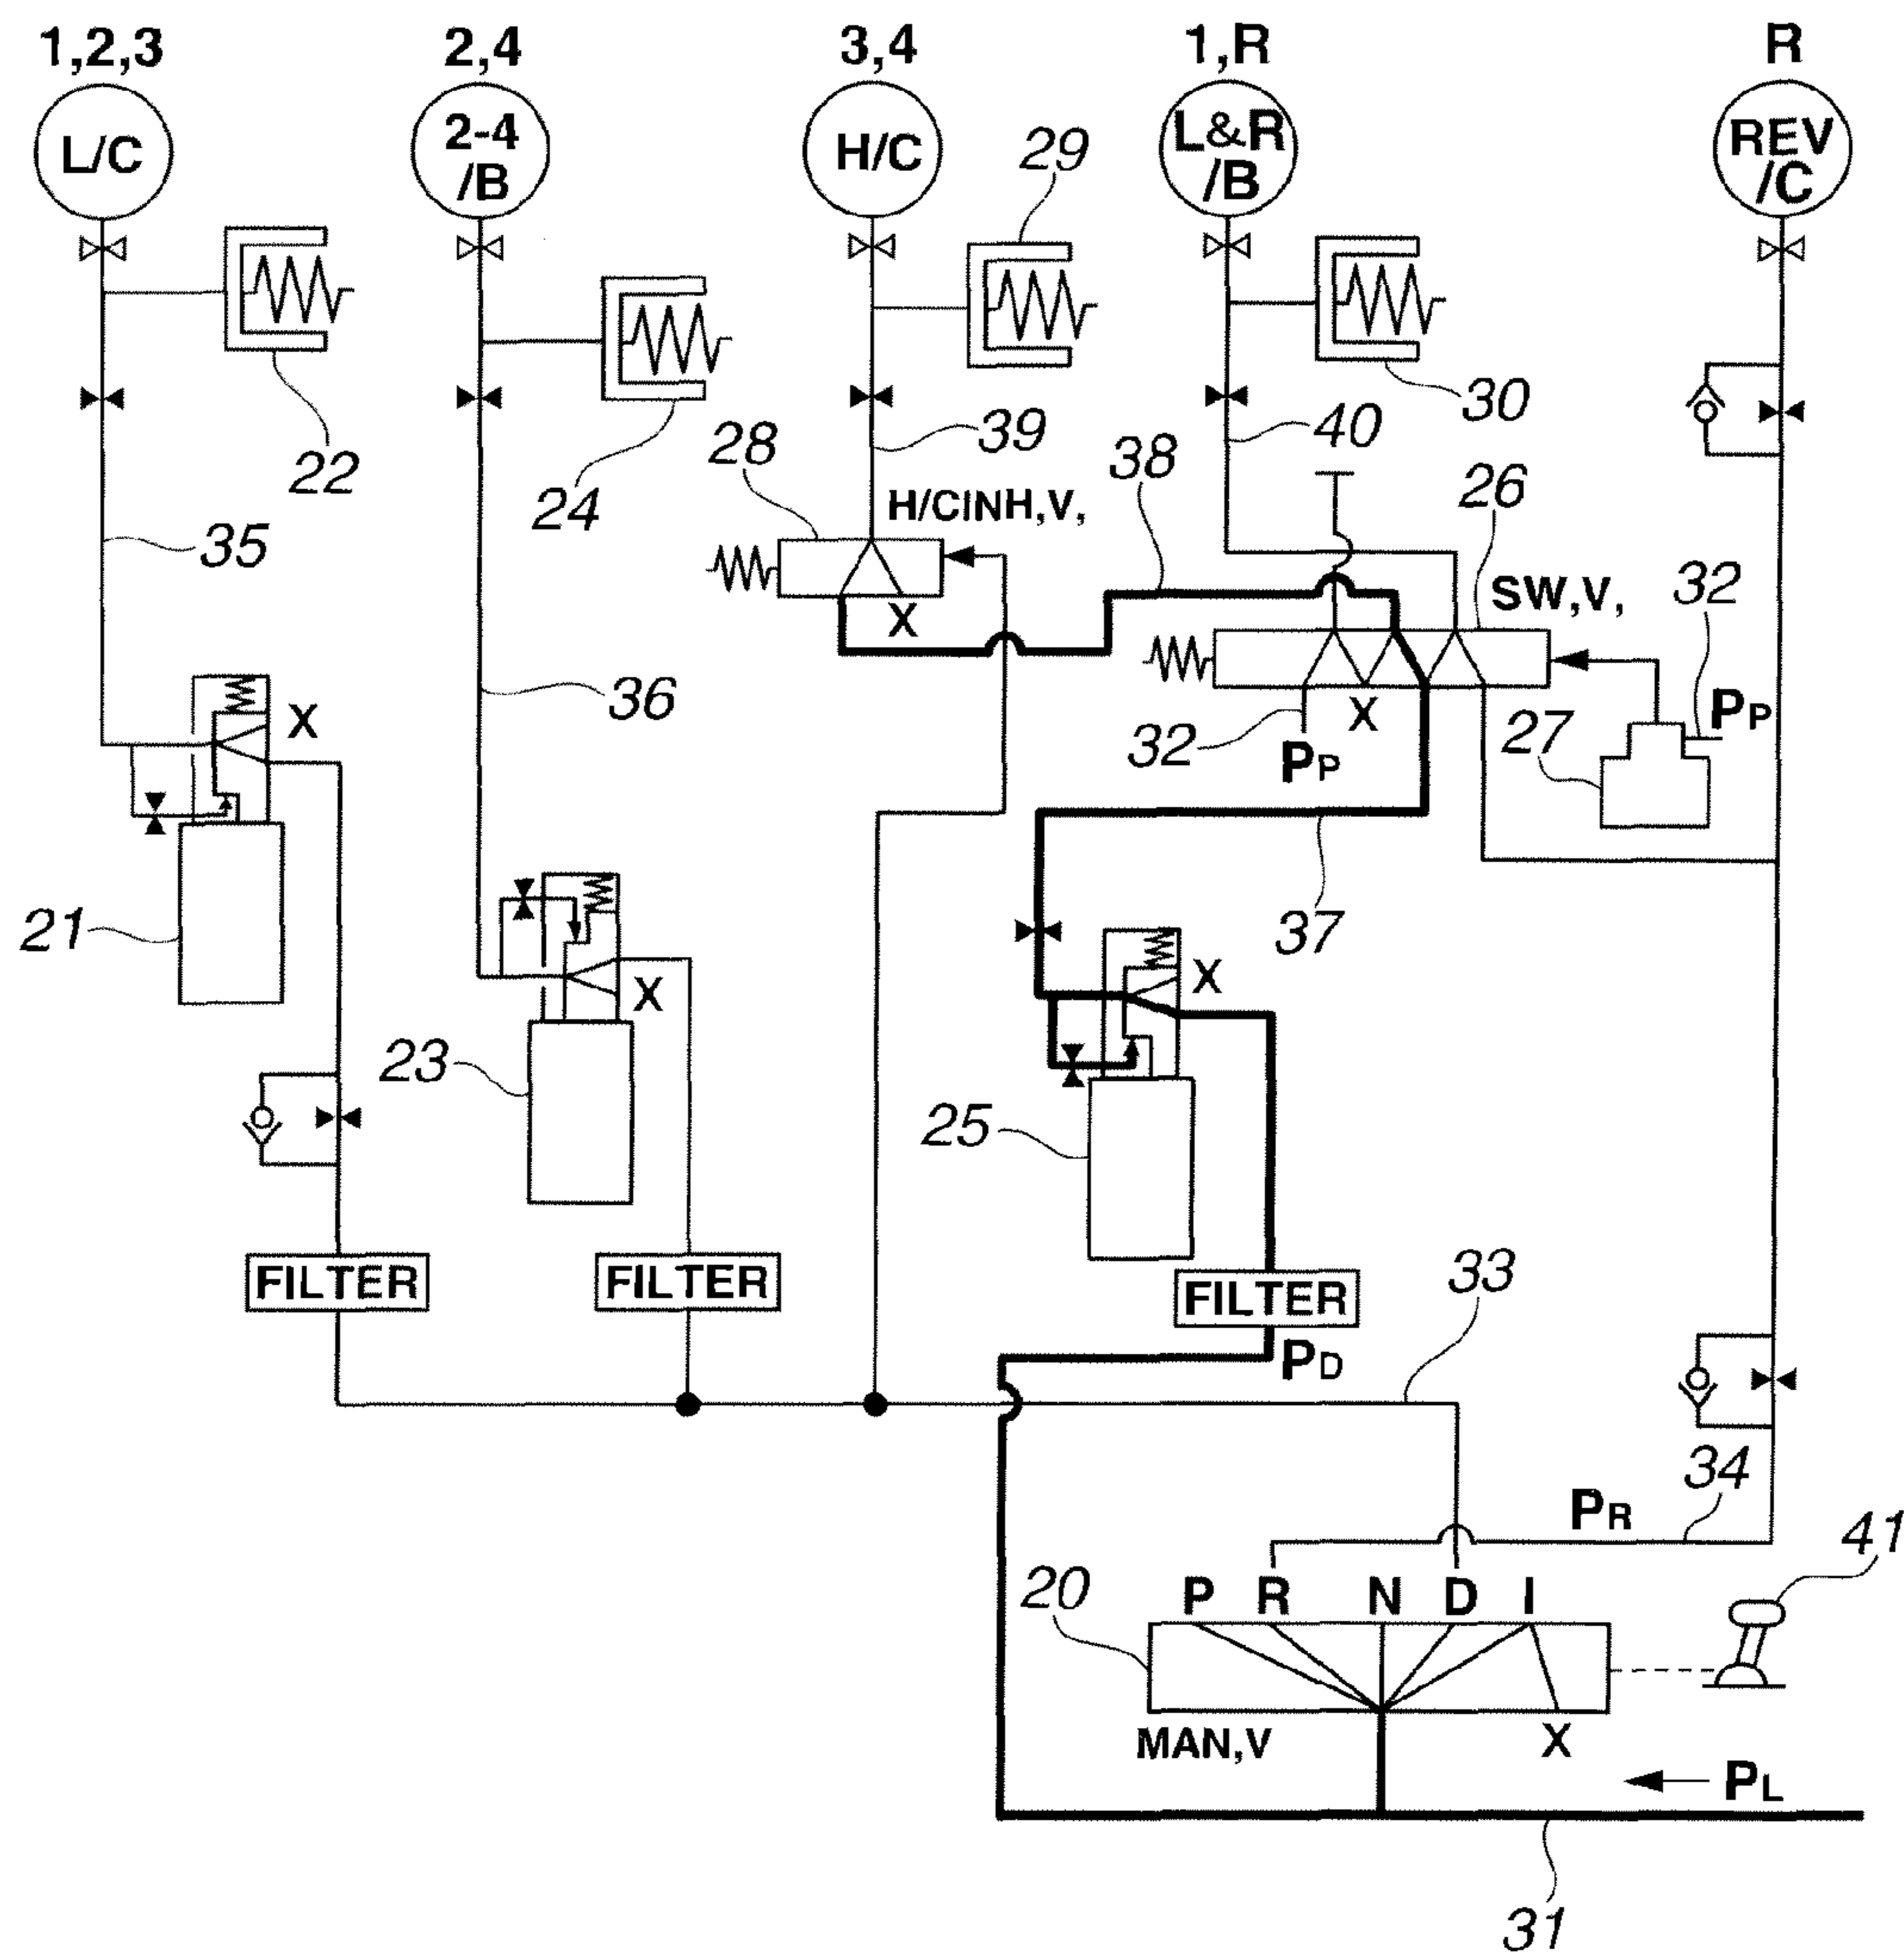 1,2,3
2,4
3,4
1,R
R
L/C
2-4
/B
H/C
L&R
/B
REV
/C
29
30
22
24
28
39
40
38
26
H/CINH,V,
35
X
SW,V,
32
36
X
32
PP
X
27
PP
21
37
X
X
23
25
FILTER
FILTER
FILTER
33
PD
34
PR
41
20
P R N D I
MAN,V
X
PL
31